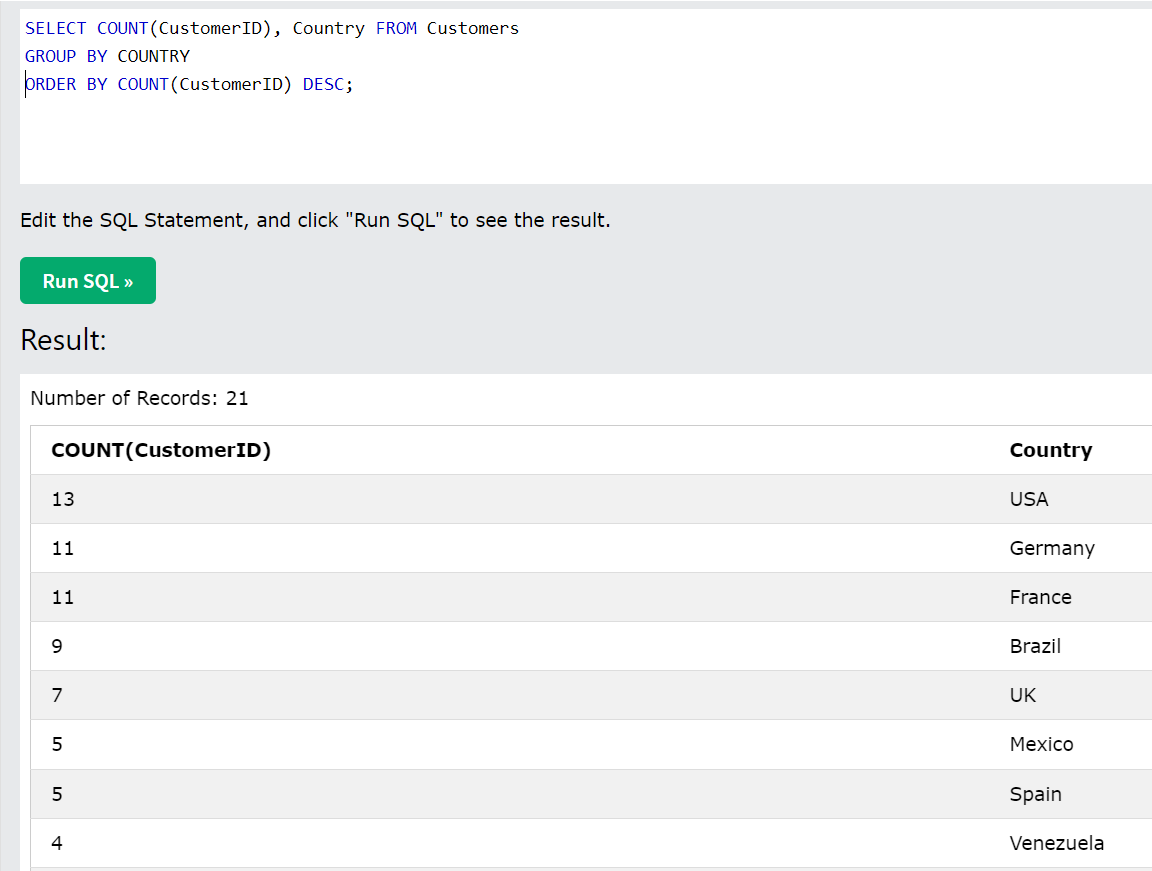 SELECT COUNT(CustomerID), Country FROM Customers
GROUP BY COUNTRY
ORDER BY COUNT(CustomerID) DESC;
Edit the SQL Statement, and click "Run SQL" to see the result.
Run SQL »
Result:
Number of Records: 21
COUNT(CustomerID) Country
13 USA
11 Germany
11 France
9 Brazil
7 UK
5 Mexico
5 Spain
4 Venezuela